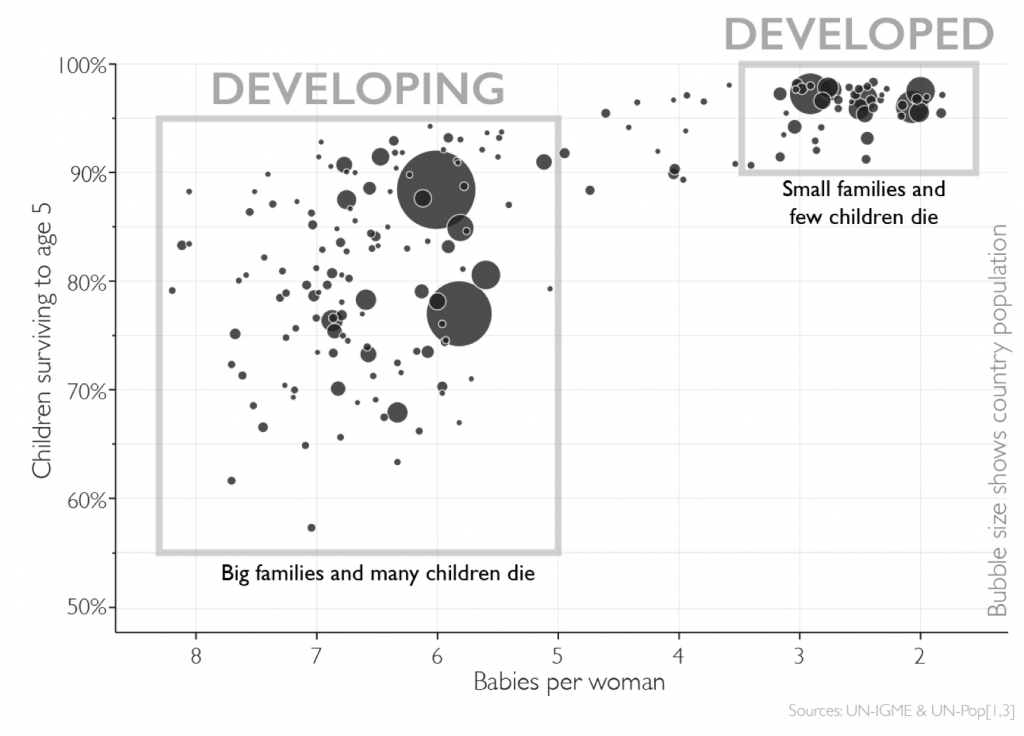 DEVELOPED
DEVELOPING
100%
90%
80%
70%
60%
50%
Children surviving to age 5
Small families and
few children die
Big families and many children die
Bubble size shows country population
8 7 6 5 4 3 2
Babies per woman
Sources: UN-IGME & UN-Pop[1,3]